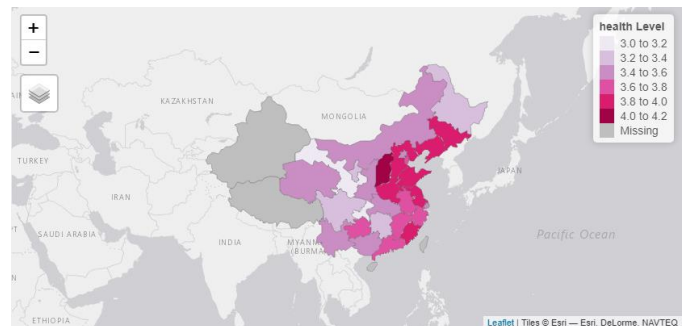 +
−
health Level
3.0 to 3.2
3.2 to 3.4
3.4 to 3.6
3.6 to 3.8
3.8 to 4.0
4.0 to 4.2
Missing
KAZAKHSTAN
MONGOLIA
TURKEY
JAPAN
IRAN
SAUDI ARABIA
INDIA
MYANM
(BURMA
Pacific Ocean
ETHIOPIA
Leaflet | Tiles © Esri — Esri, DeLorme, NAVTEQ